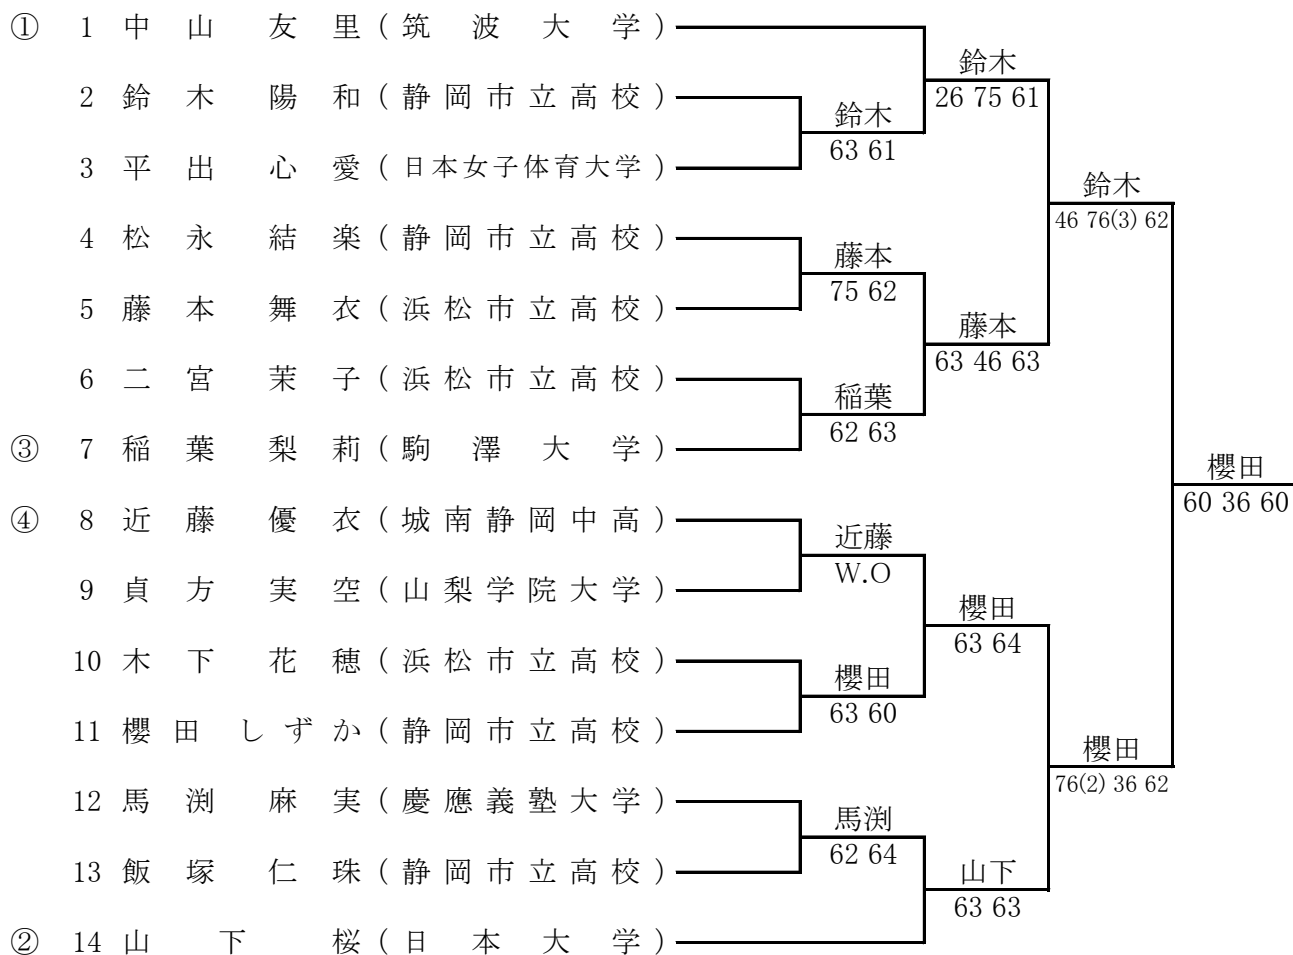 ① 1 中山 友里 (筑波大学)
鈴木
2 鈴木 陽和 (静岡市立高校)
26 75 61
鈴木
63 61
3 平出 心愛 (日本女子体育大学)
鈴木
46 76(3) 62
4 松永 結楽 (静岡市立高校)
藤本
75 62
5 藤本 舞衣 (浜松市立高校)
藤本
63 46 63
6 二宮 茉子 (浜松市立高校)
稲葉
62 63
③ 7 稲葉 梨莉 (駒澤大学)
櫻田
60 36 60
④ 8 近藤 優衣 (城南静岡中高)
近藤
W.O
9 貞方 実空 (山梨学院大学)
櫻田
63 64
10 木下 花穂 (浜松市立高校)
櫻田
63 60
11 櫻田 しずか (静岡市立高校)
櫻田
76(2) 36 62
12 馬渕 麻実 (慶應義塾大学)
馬渕
62 64
13 飯塚 仁珠 (静岡市立高校)
山下
63 63
② 14 山下 桜 (日本大学)